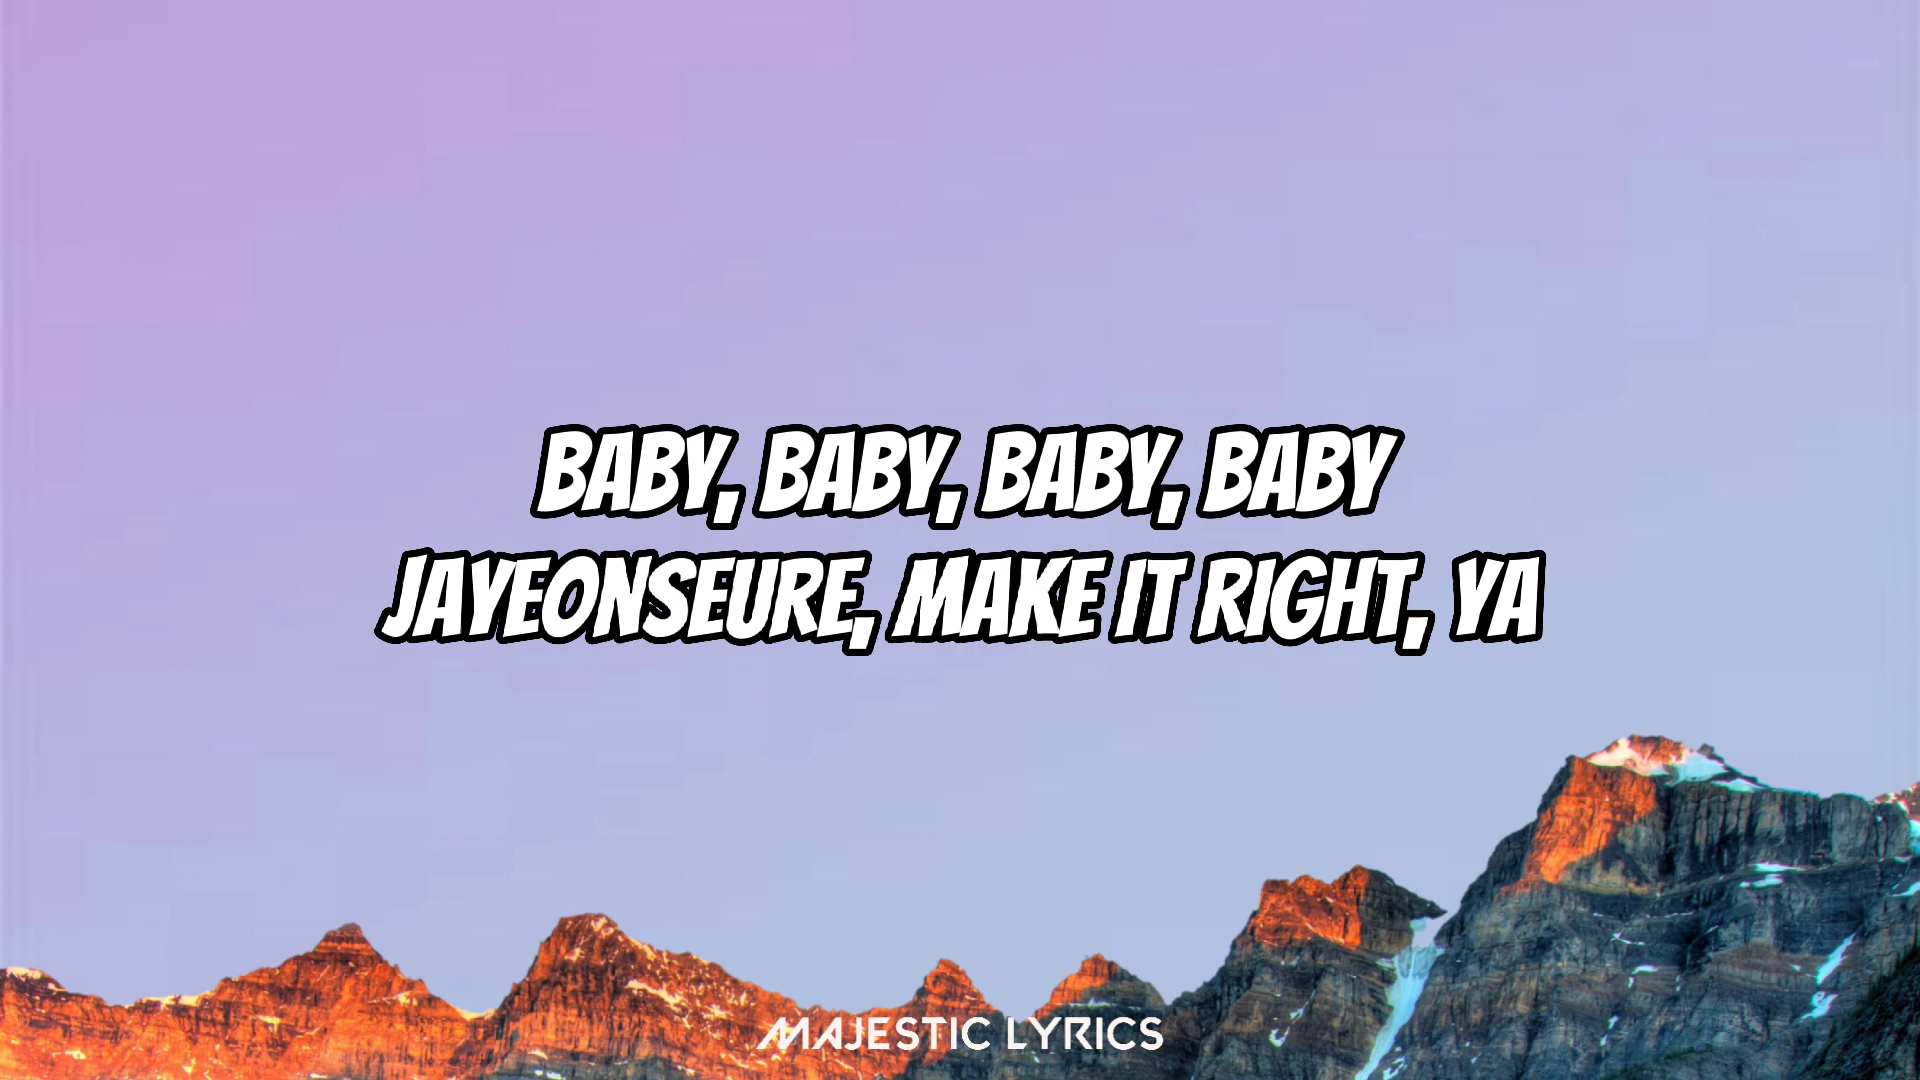 BABY, BABY, BABY, BABY
JAYEONSEURE, MAKE IT RIGHT, YA
MAJESTIC LYRICS